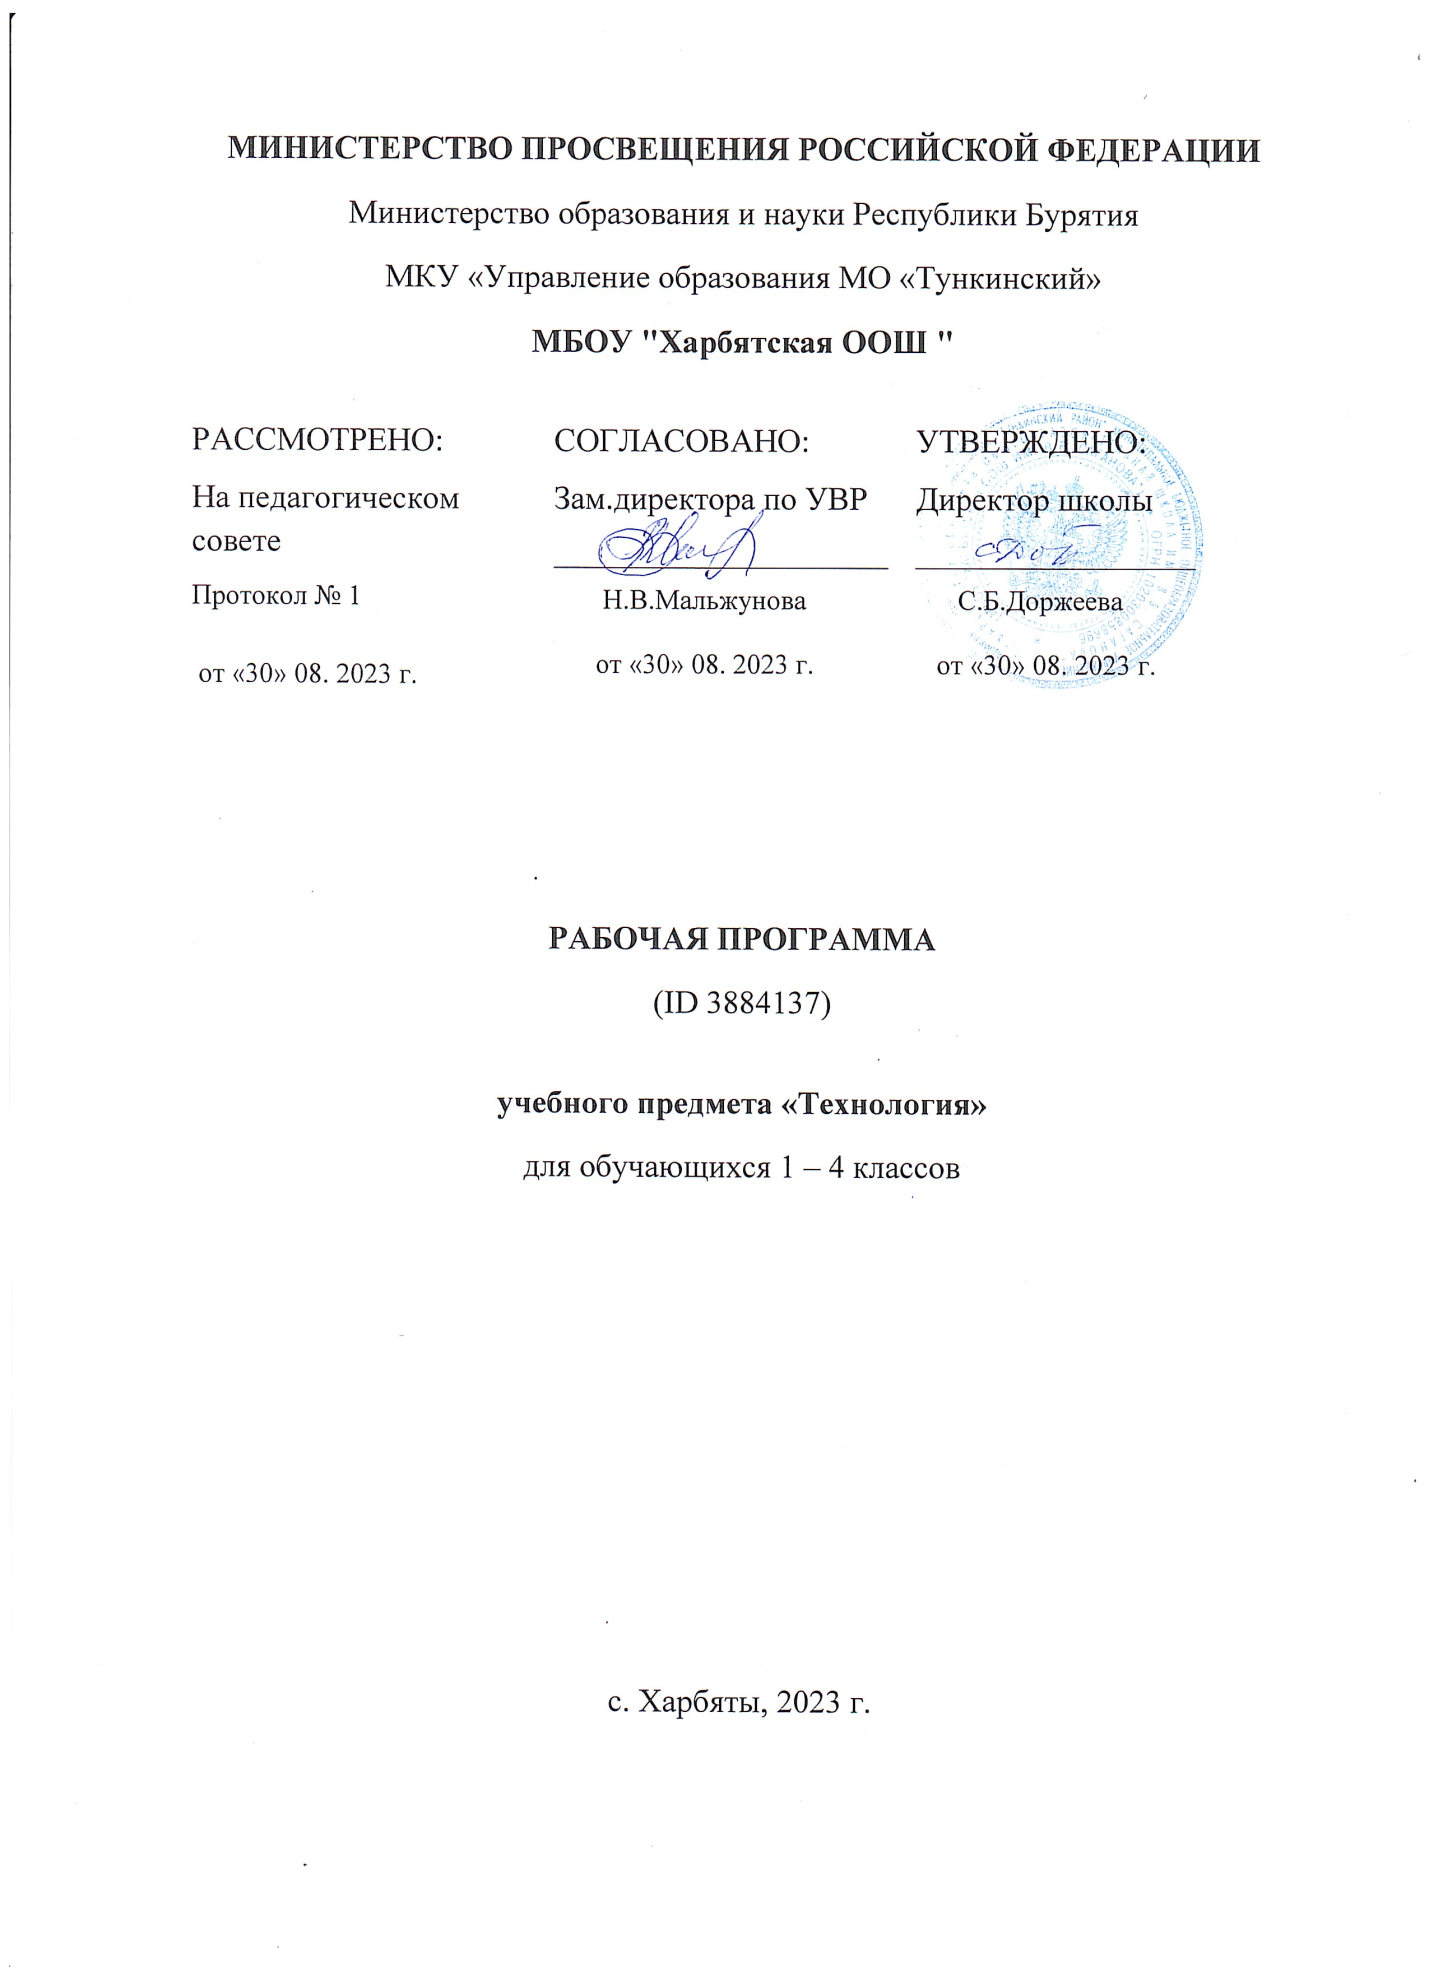 МИНИСТЕРСТВО ПРОСВЕЩЕНИЯ РОССИЙСКОЙ ФЕДЕРАЦИИ
Министерство образования и науки Республики Бурятия
МКУ «Управление образования МО «Тункинский»
МБОУ "Харбятская ООШ "
РАССМОТРЕНО:
На педагогическом
совете
Протокол № 1
от «30» 08. 2023 г.
СОГЛАСОВАНО:
Зам.директора по УВР
Н.В.Мальжунова
от «30» 08. 2023 г.
УТВЕРЖДЕНО:
Директор школы
С.Б.Доржеева
от «30» 08. 2023 г.
РАБОЧАЯ ПРОГРАММА
(ID 3884137)
учебного предмета «Технология»
для обучающихся 1 – 4 классов
с. Харбяты, 2023 г.